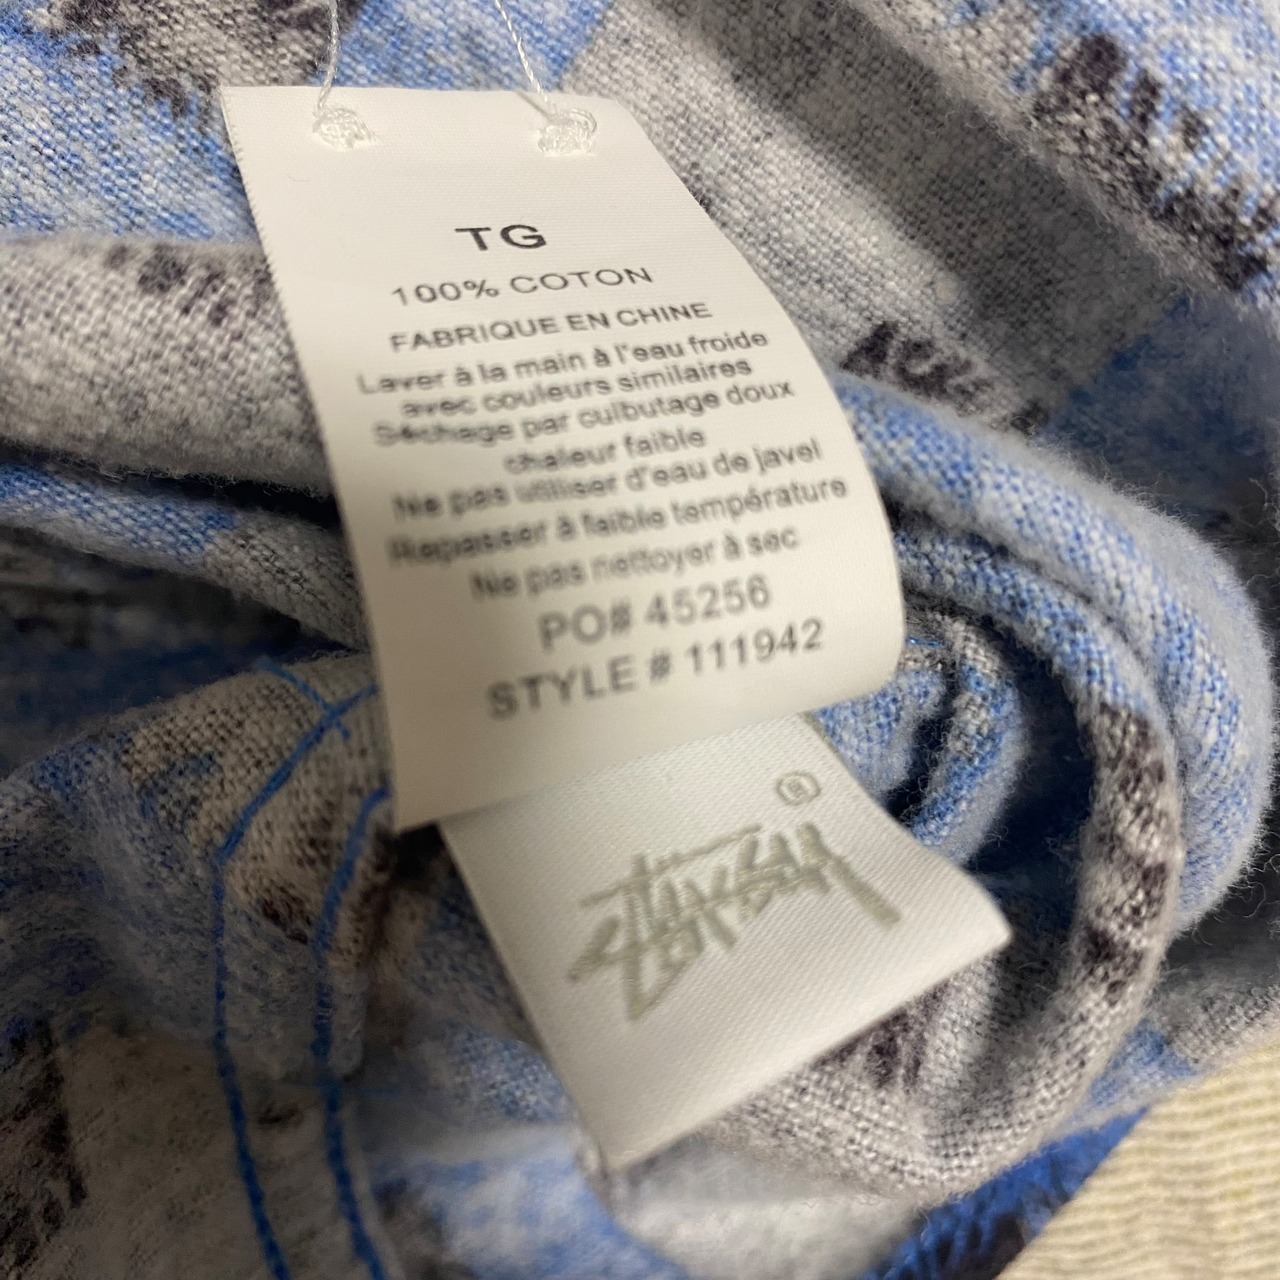 TG
100% COTON
FABRIQUE EN CHINE
Laver à la main à l'eau froide
avec couleurs similaires
Séchage par culbutage doux
chaleur faible
Ne pas utiliser d'eau de javel
Repasser à faible température
Ne pas nettoyer à sec
PO# 45256
STYLE # 111942
®
Stüssy